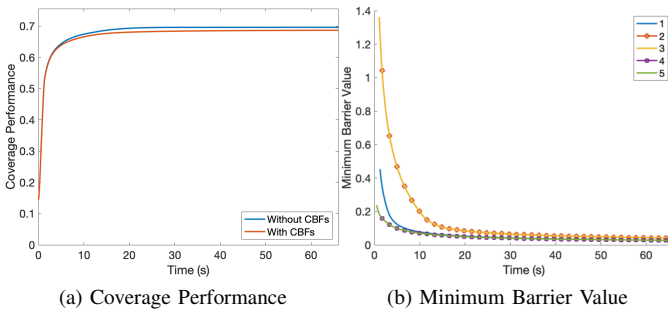 0.7
0.6
0.5
0.4
0.3
0.2
0.1
0
Coverage Performance
0 10 20 30 40 50 60
Time (s)
Without CBFs
With CBFs
(a) Coverage Performance
1.4
1.2
1
0.8
0.6
0.4
0.2
0
Minimum Barrier Value
0 10 20 30 40 50 60
Time (s)
1
2
3
4
5
(b) Minimum Barrier Value